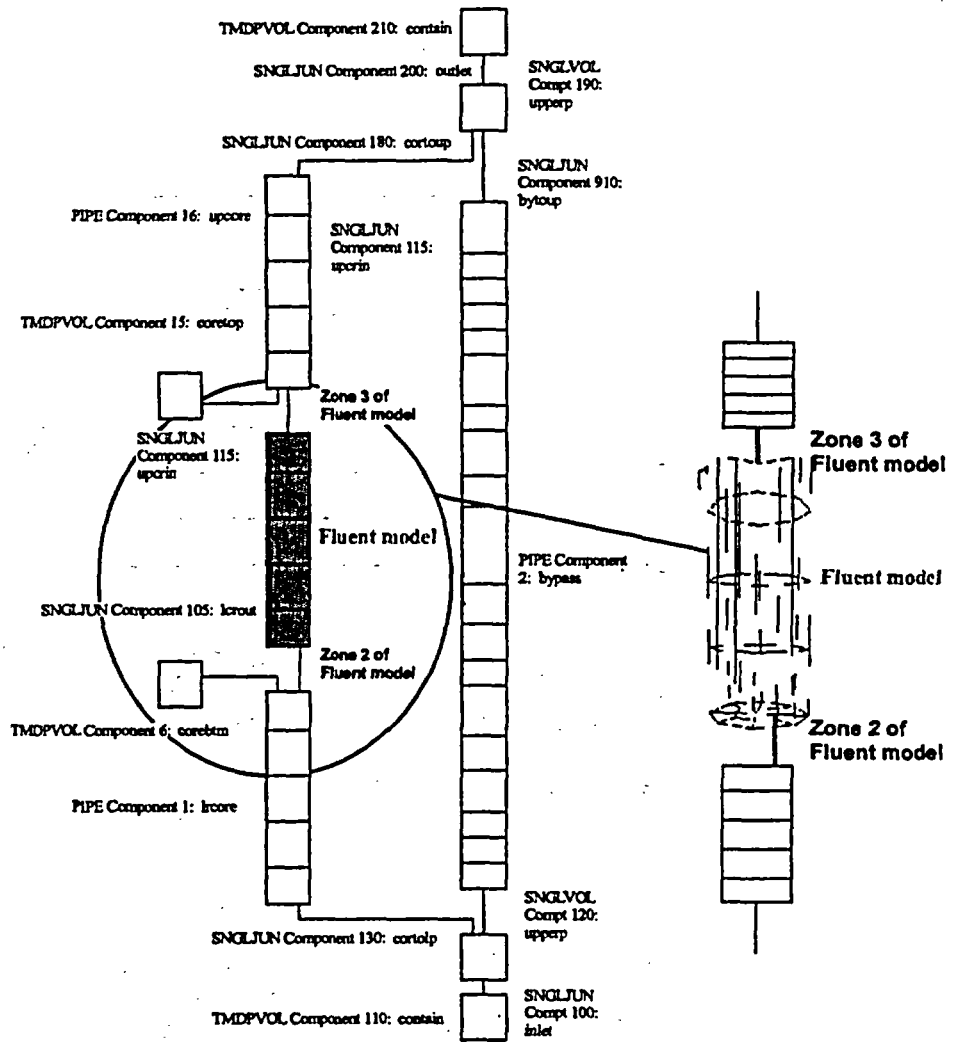 TMDPVOL Component 210: contain
SNGLJUN Component 200: outlet
SNGLVOL
Compt 190:
upperp
SNGLJUN Component 180: cortoup
SNGLJUN
Component 910:
bytoup
PIPE Component 16: upcore
SNGLJUN
Component 115:
upcrin
TMDPVOL Component 15: coretop
Zone 3 of
Fluent model
SNGLJUN
Component 115:
upcrin
Fluent model
SNGLJUN Component 105: lcrout
Zone 2 of
Fluent model
TMDPVOL Component 6: corebtm
PIPE Component 1: lrcore
PIPE Component
2: bypass
Zone 3 of
Fluent model
Fluent model
Zone 2 of
Fluent model
SNGLVOL
Compt 120:
upperp
SNGLJUN Component 130: cortolp
TMDPVOL Component 110: contain
SNGLJUN
Compt 100:
inlet